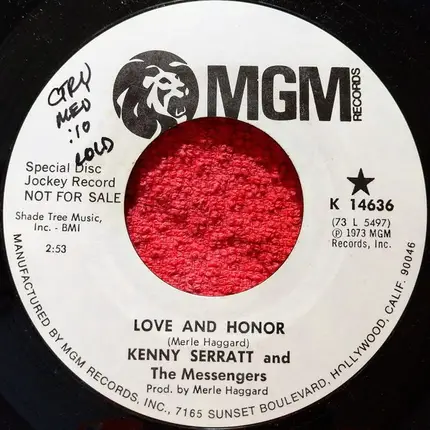 CTRY
MED
:10
COLD
MGM
RECORDS
Special Disc
Jockey Record
NOT FOR SALE
Shade Tree Music,
Inc. - BMI
2:53
K 14636
(73 L 5497)
Ⓟ 1973 MGM
Records, Inc.
LOVE AND HONOR
(Merle Haggard)
KENNY SERRATT and
The Messengers
Prod. by Merle Haggard
MANUFACTURED BY MGM RECORDS, INC., 7165 SUNSET BOULEVARD, HOLLYWOOD, CALIF. 90046